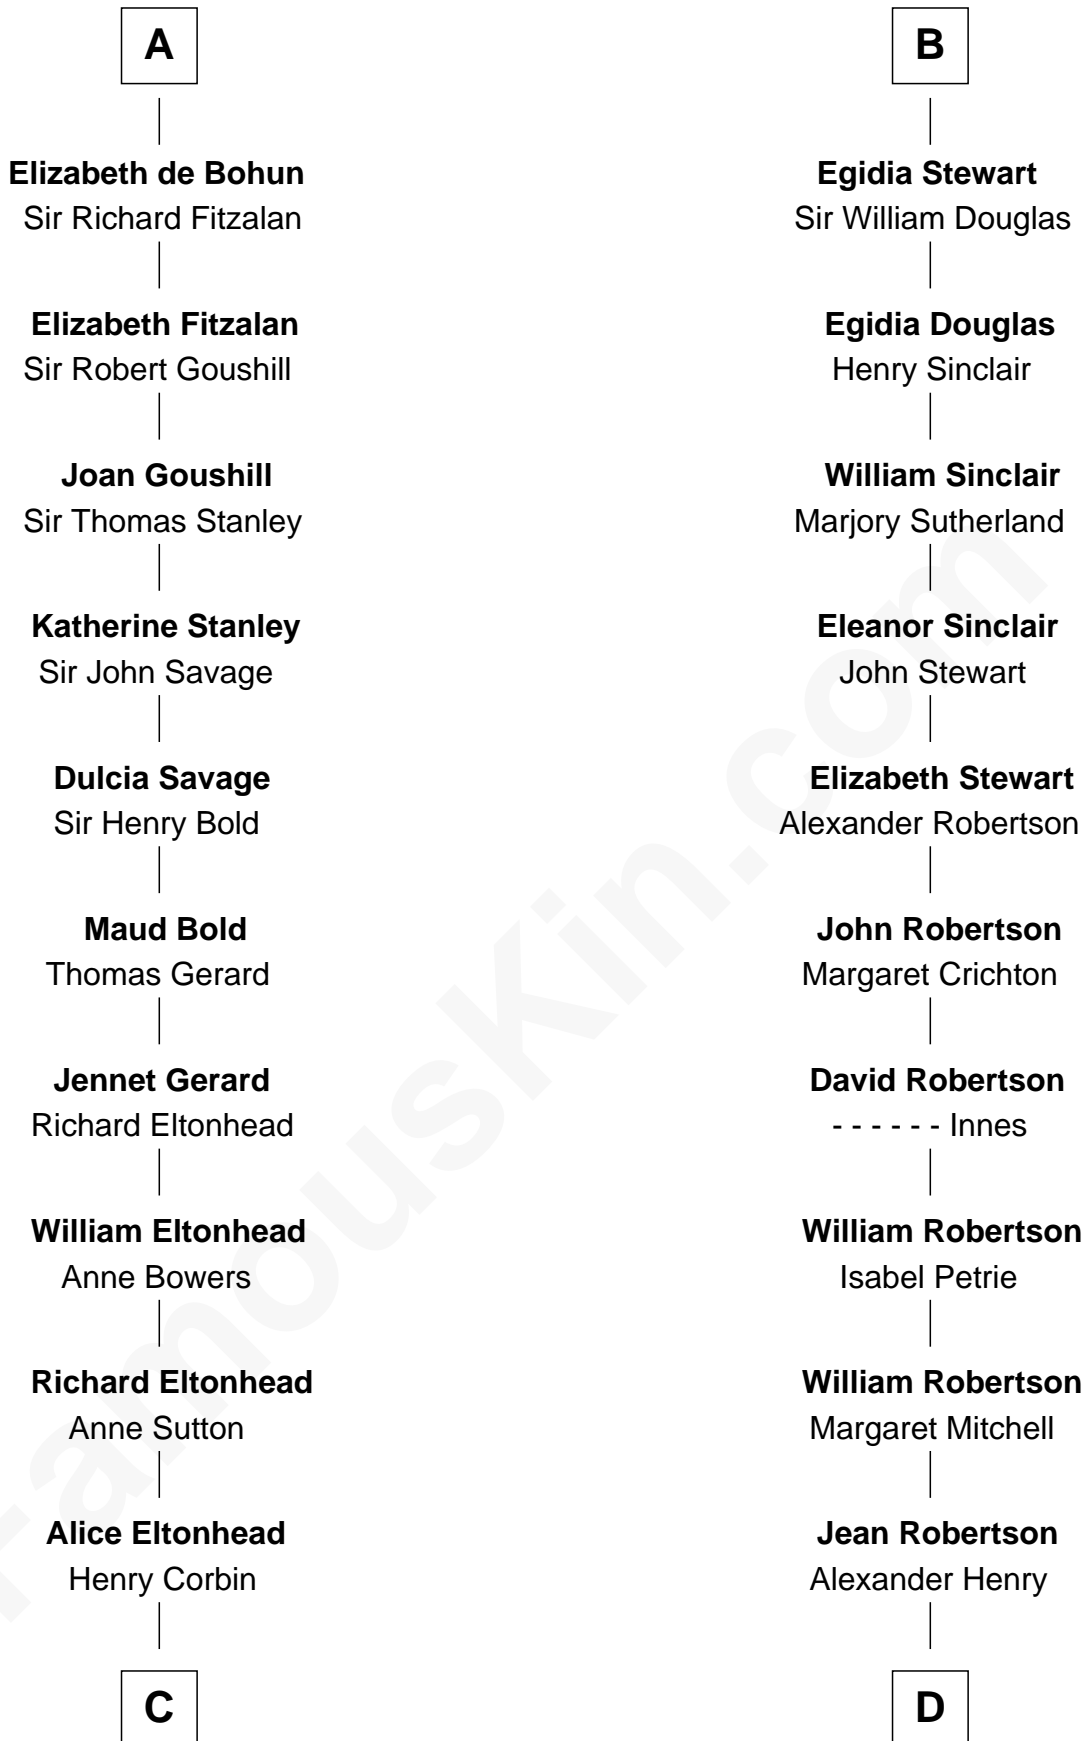 A
Elizabeth de Bohun
Sir Richard Fitzalan
Elizabeth Fitzalan
Sir Robert Goushill
Joan Goushill
Sir Thomas Stanley
Katherine Stanley
Sir John Savage
Dulcia Savage
Sir Henry Bold
Maud Bold
Thomas Gerard
Jennet Gerard
Richard Eltonhead
William Eltonhead
Anne Bowers
Richard Eltonhead
Anne Sutton
Alice Eltonhead
Henry Corbin
C
B
Egidia Stewart
Sir William Douglas
Egidia Douglas
Henry Sinclair
William Sinclair
Marjory Sutherland
Eleanor Sinclair
John Stewart
Elizabeth Stewart
Alexander Robertson
John Robertson
Margaret Crichton
David Robertson
- - - - - - Innes
William Robertson
Isabel Petrie
William Robertson
Margaret Mitchell
Jean Robertson
Alexander Henry
D
FamousKin.com